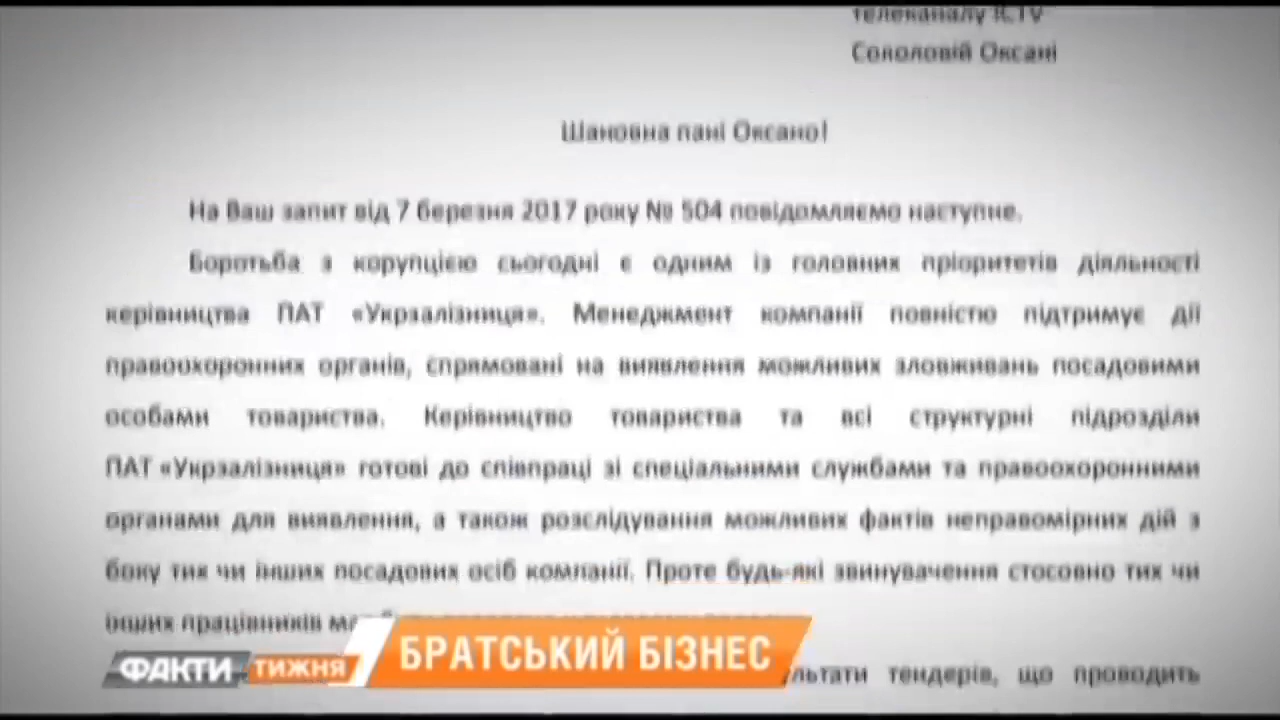 телеканалу ICTV
Соколовій Оксані
Шановна пані Оксано!
На Ваш запит від 7 березня 2017 року № 504 повідомляємо наступне.
Боротьба з корупцією сьогодні є одним із головних пріоритетів діяльності
керівництва ПАТ «Укрзалізниця». Менеджмент компанії повністю підтримує дії
правоохоронних органів, спрямовані на виявлення можливих зловживань посадовими
особами товариства. Керівництво товариства та всі структурні підрозділи
ПАТ «Укрзалізниця» готові до співпраці зі спеціальними службами та правоохоронними
органами для виявлення, а також розслідування можливих фактів неправомірних дій з
боку тих чи інших посадових осіб компанії. Проте будь-які звинувачення стосовно тих чи
інших працівників
тендерів, що проводить
ФАКТИ ТИЖНЯ
БРАТСЬКИЙ БІЗНЕС